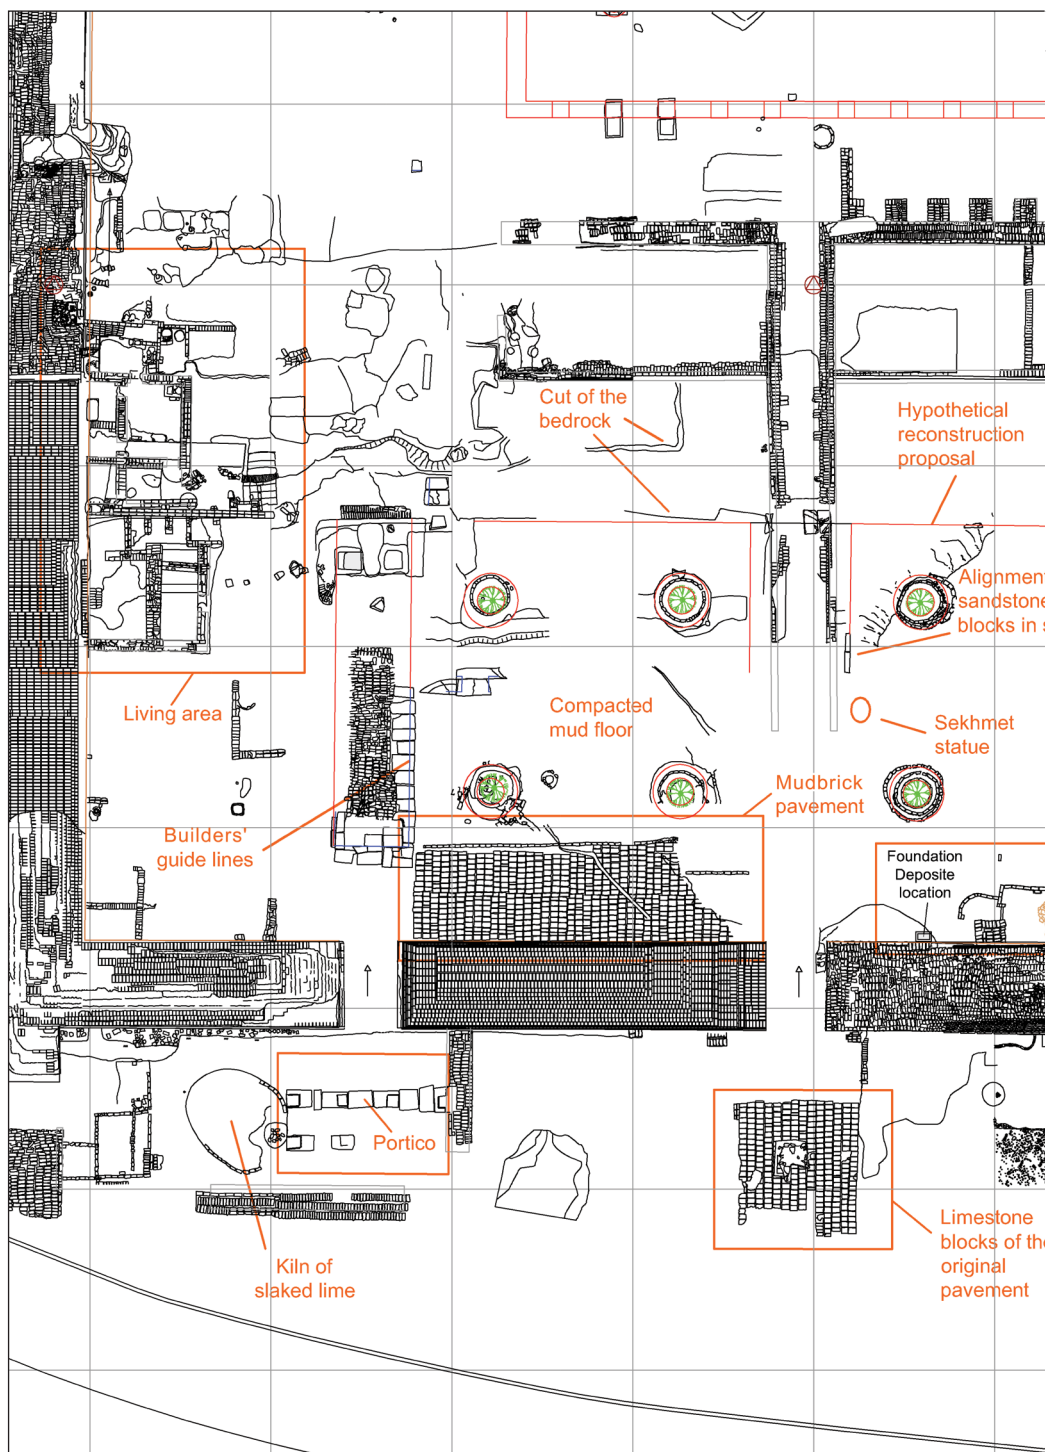 Cut of the
bedrock
Hypothetical
reconstruction
proposal
Alignment
sandstone
blocks in s
Living area
Compacted
mud floor
Sekhmet
statue
Mudbrick
pavement
Builders'
guide lines
Foundation
Deposite
location
Portico
Kiln of
slaked lime
Limestone
blocks of the
original
pavement